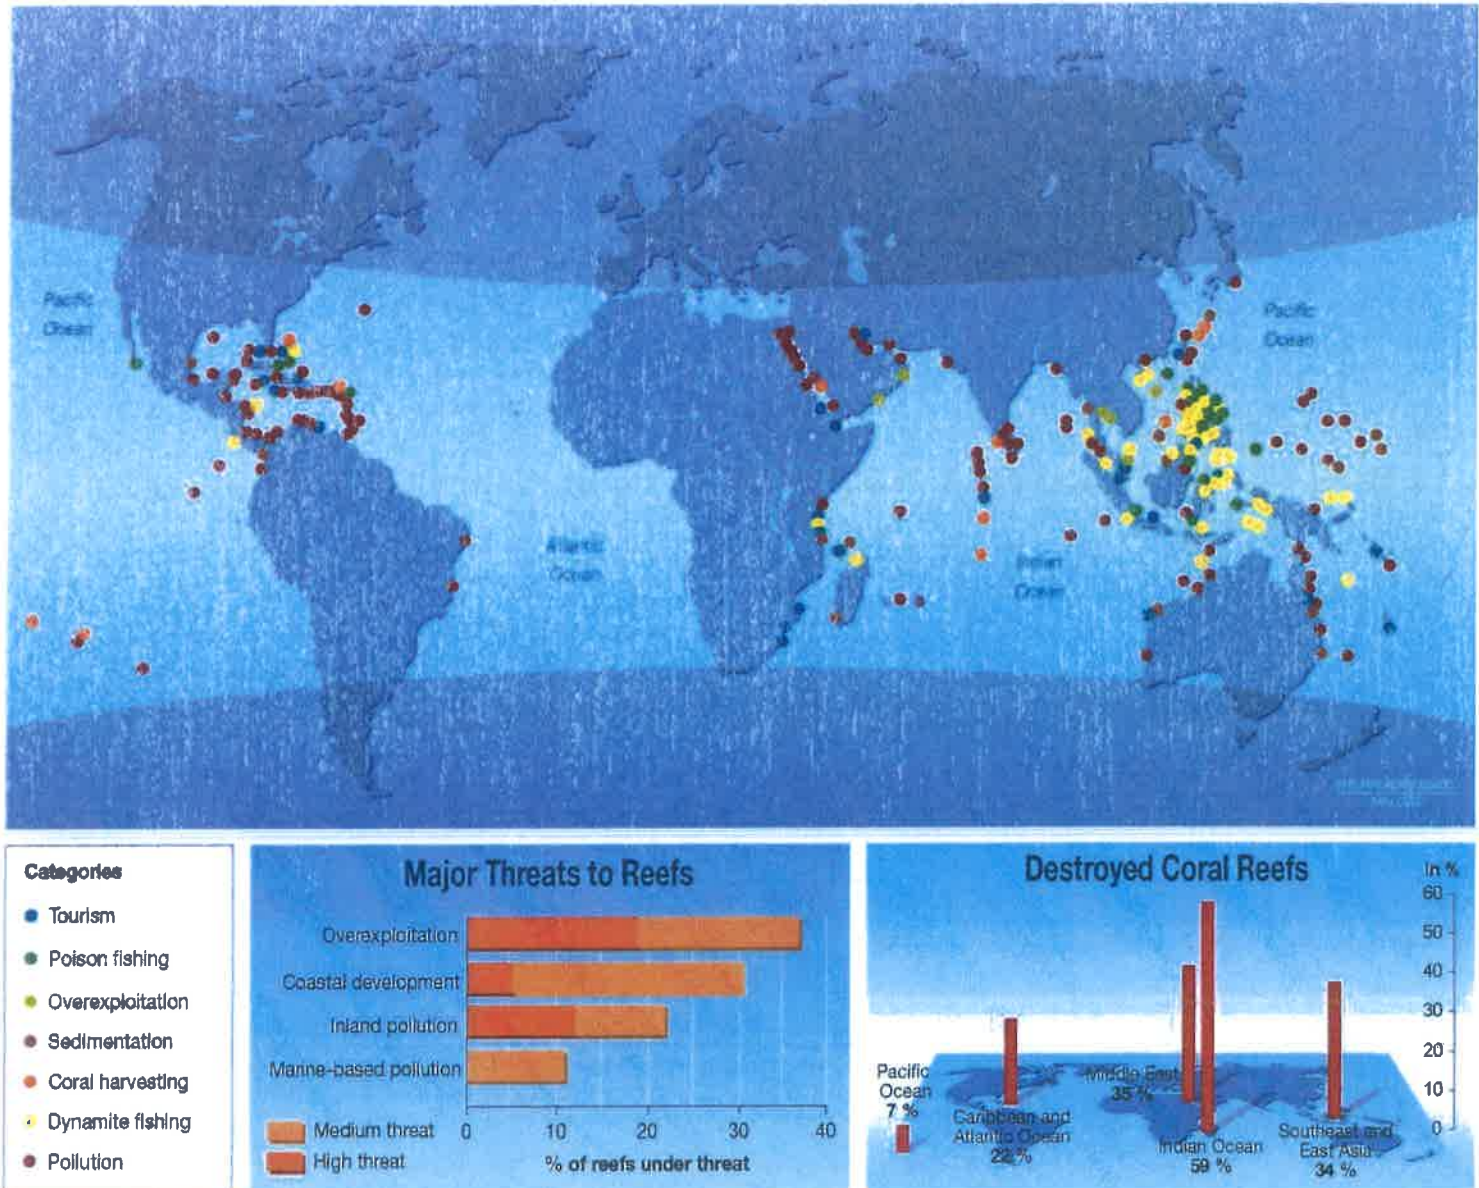 Pacific
Ocean
Pacific
Ocean
Atlantic
Ocean
Indian
Ocean
Categories
Tourism
Poison fishing
Overexploitation
Sedimentation
Coral harvesting
Dynamite fishing
Pollution
Major Threats to Reefs
Overexploitation
Coastal development
Inland pollution
Marine-based pollution
Medium threat
High threat
0 10 20 30 40
% of reefs under threat
Destroyed Coral Reefs
in %
60
50
40
30
20
10
0
Pacific
Ocean
7 %
Caribbean and
Atlantic Ocean
22 %
Middle East
35 %
Indian Ocean
59 %
Southeast and
East Asia
34 %